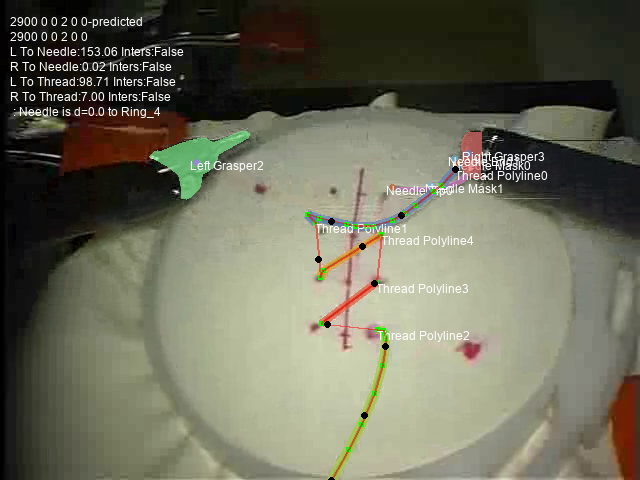 2900 0 0 2 0 0-predicted
2900 0 0 2 0 0
L To Needle:153.06 Inters:False
R To Needle:0.02 Inters:False
L To Thread:98.71 Inters:False
R To Thread:7.00 Inters:False
: Needle is d=0.0 to Ring_4
Left Grasper2
Right Grasper3
Thread Polyline0
Thread Polyline1
Thread Polyline4
Thread Polyline3
Thread Polyline2